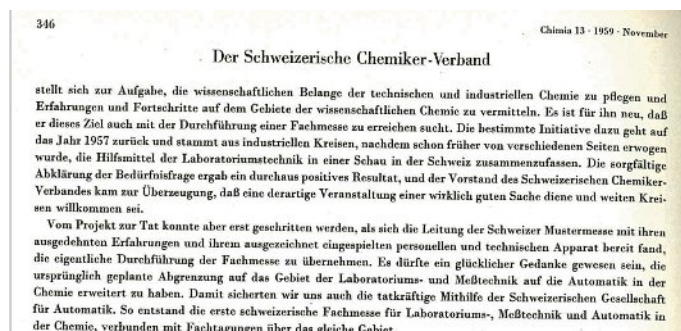 346
Chimia 13 · 1959 · November
Der Schweizerische Chemiker-Verband
stellt sich zur Aufgabe, die wissenschaftlichen Belange der technischen und industriellen Chemie zu pflegen und
Erfahrungen und Fortschritte auf dem Gebiete der wissenschaftlichen Chemie zu vermitteln. Es ist für ihn neu, daß
er dieses Ziel auch mit der Durchführung einer Fachmesse zu erreichen sucht. Die bestimmte Initiative dazu geht auf
das Jahr 1957 zurück und stammt aus industriellen Kreisen, nachdem schon früher von verschiedenen Seiten erwogen
wurde, die Hilfsmittel der Laboratoriumstechnik in einer Schau in der Schweiz zusammenzufassen. Die sorgfältige
Abklärung der Bedürfnisfrage ergab ein durchaus positives Resultat, und der Vorstand des Schweizerischen Chemiker-
Verbandes kam zur Überzeugung, daß eine derartige Veranstaltung einer wirklich guten Sache diene und weiten Krei-
sen willkommen sei.
Vom Projekt zur Tat konnte aber erst geschritten werden, als sich die Leitung der Schweizer Mustermesse mit ihren
ausgedehnten Erfahrungen und ihrem ausgezeichnet eingespielten personellen und technischen Apparat bereit fand,
die eigentliche Durchführung der Fachmesse zu übernehmen. Es dürfte ein glücklicher Gedanke gewesen sein, die
ursprünglich geplante Abgrenzung auf das Gebiet der Laboratoriums- und Meßtechnik auf die Automatik in der
Chemie erweitert zu haben. Damit sicherten wir uns auch die tatkräftige Mithilfe der Schweizerischen Gesellschaft
für Automatik. So entstand die erste schweizerische Fachmesse für Laboratoriums-, Meßtechnik und Automatik in
der Chemie, verbunden mit Fachtagungen über das gleiche Gebiet.